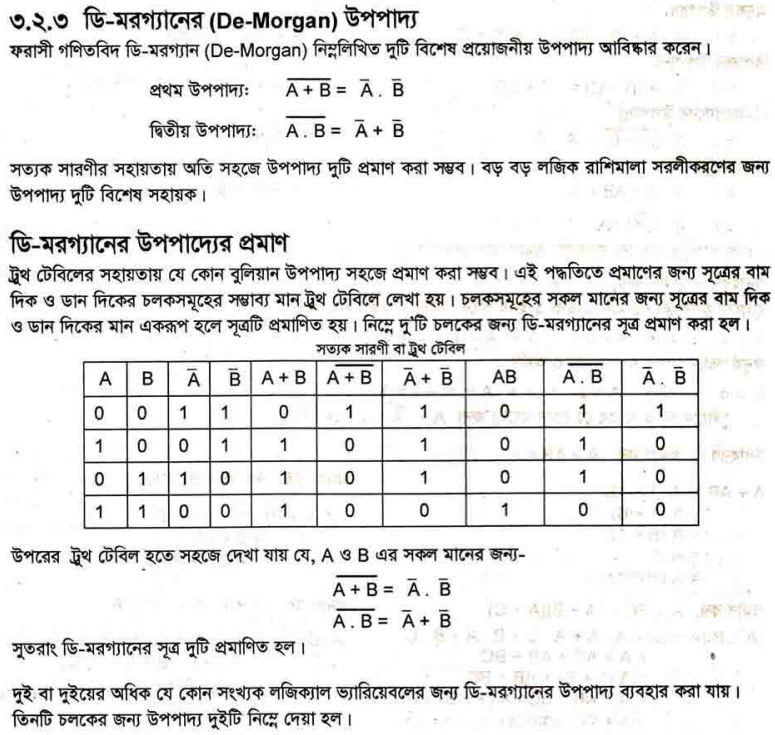 ৩.২.৩ ডি-মরগ্যানের (De-Morgan) উপপাদ্য
ফরাসী গণিতবিদ ডি-মরগ্যান (De-Morgan) নিম্নলিখিত দুটি বিশেষ প্রয়োজনীয় উপপাদ্য আবিষ্কার করেন।
প্রথম উপপাদ্য: A̅ ̅+̅ ̅B̅ = A̅ . B̅
দ্বিতীয় উপপাদ্য: A̅ ̅.̅ ̅B̅ = A̅ + B̅
সত্যক সারণীর সহায়তায় অতি সহজে উপপাদ্য দুটি প্রমাণ করা সম্ভব। বড় বড় লজিক রাশিমালা সরলীকরণের জন্য
উপপাদ্য দুটি বিশেষ সহায়ক।
ডি-মরগ্যানের উপপাদ্যের প্রমাণ
ট্রুথ টেবিলের সহায়তায় যে কোন বুলিয়ান উপপাদ্য সহজে প্রমাণ করা সম্ভব। এই পদ্ধতিতে প্রমাণের জন্য সূত্রের বাম
দিক ও ডান দিকের চলকসমূহের সম্ভাব্য মান ট্রুথ টেবিলে লেখা হয়। চলকসমূহের সকল মানের জন্য সূত্রের বাম দিক
ও ডান দিকের মান একরূপ হলে সূত্রটি প্রমাণিত হয়। নিম্নে দু'টি চলকের জন্য ডি-মরগ্যানের সূত্র প্রমাণ করা হল।
সত্যক সারণী বা ট্রুথ টেবিল
A B A̅ B̅ A + B A̅ ̅+̅ ̅B̅ A̅ + B̅ AB A̅ ̅.̅ ̅B̅ A̅ . B̅
0 0 1 1 0 1 1 0 1 1
1 0 0 1 1 0 1 0 1 0
0 1 1 0 1 0 1 0 1 0
1 1 0 0 1 0 0 1 0 0
উপরের ট্রুথ টেবিল হতে সহজে দেখা যায় যে, A ও B এর সকল মানের জন্য-
A̅ ̅+̅ ̅B̅ = A̅ . B̅
A̅ ̅.̅ ̅B̅ = A̅ + B̅
সুতরাং ডি-মরগ্যানের সূত্র দুটি প্রমাণিত হল।
দুই বা দুইয়ের অধিক যে কোন সংখ্যক লজিক্যাল ভ্যারিয়েবলের জন্য ডি-মরগ্যানের উপপাদ্য ব্যবহার করা যায়।
তিনটি চলকের জন্য উপপাদ্য দুইটি নিম্নে দেয়া হল।